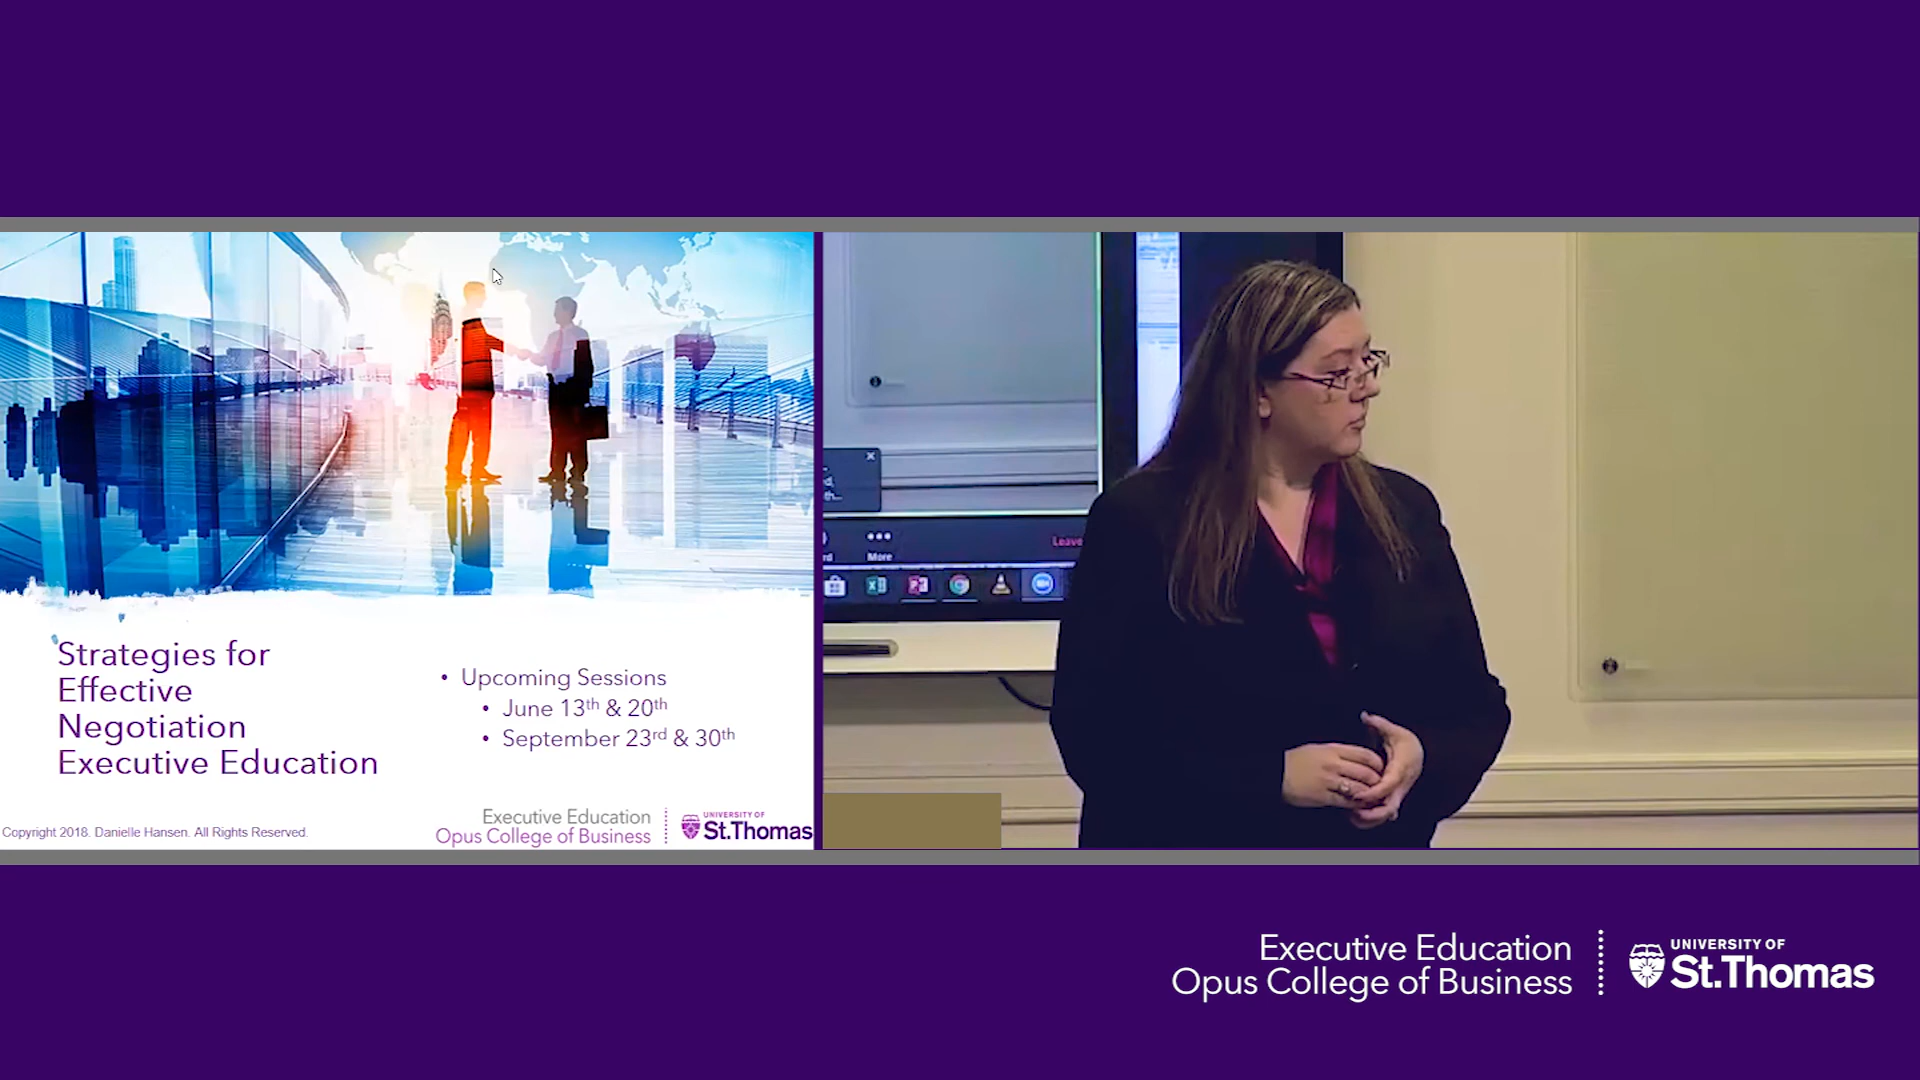 Strategies for
Effective
Negotiation
Executive Education
• Upcoming Sessions
• June 13th & 20th
• September 23rd & 30th
Copyright 2018. Danielle Hansen. All Rights Reserved.
Executive Education
Opus College of Business
UNIVERSITY OF
St.Thomas
More
Leave
Executive Education
Opus College of Business
UNIVERSITY OF
St.Thomas